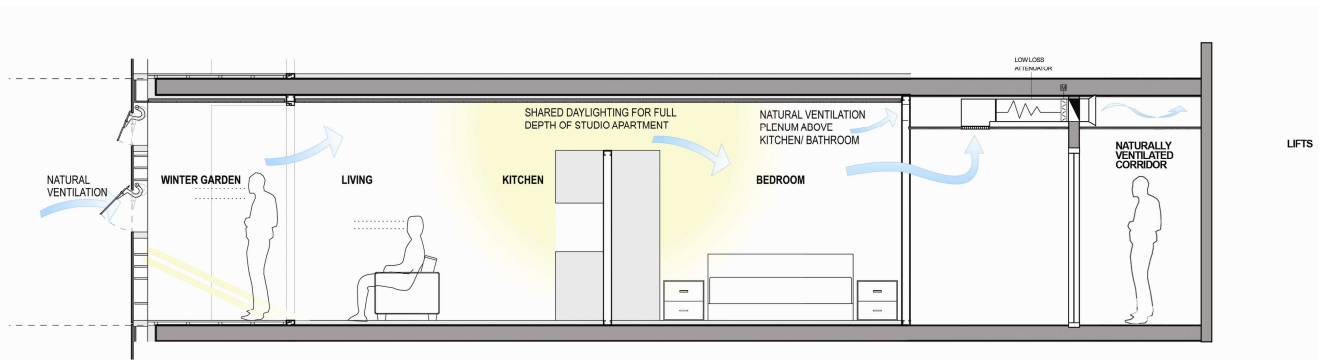 LOW LOSS
ATTENUATOR
SHARED DAYLIGHTING FOR FULL
DEPTH OF STUDIO APARTMENT
NATURAL VENTILATION
PLENUM ABOVE
KITCHEN/ BATHROOM
NATURALLY
VENTILATED
CORRIDOR
LIFTS
NATURAL
VENTILATION
WINTER GARDEN
LIVING
KITCHEN
BEDROOM